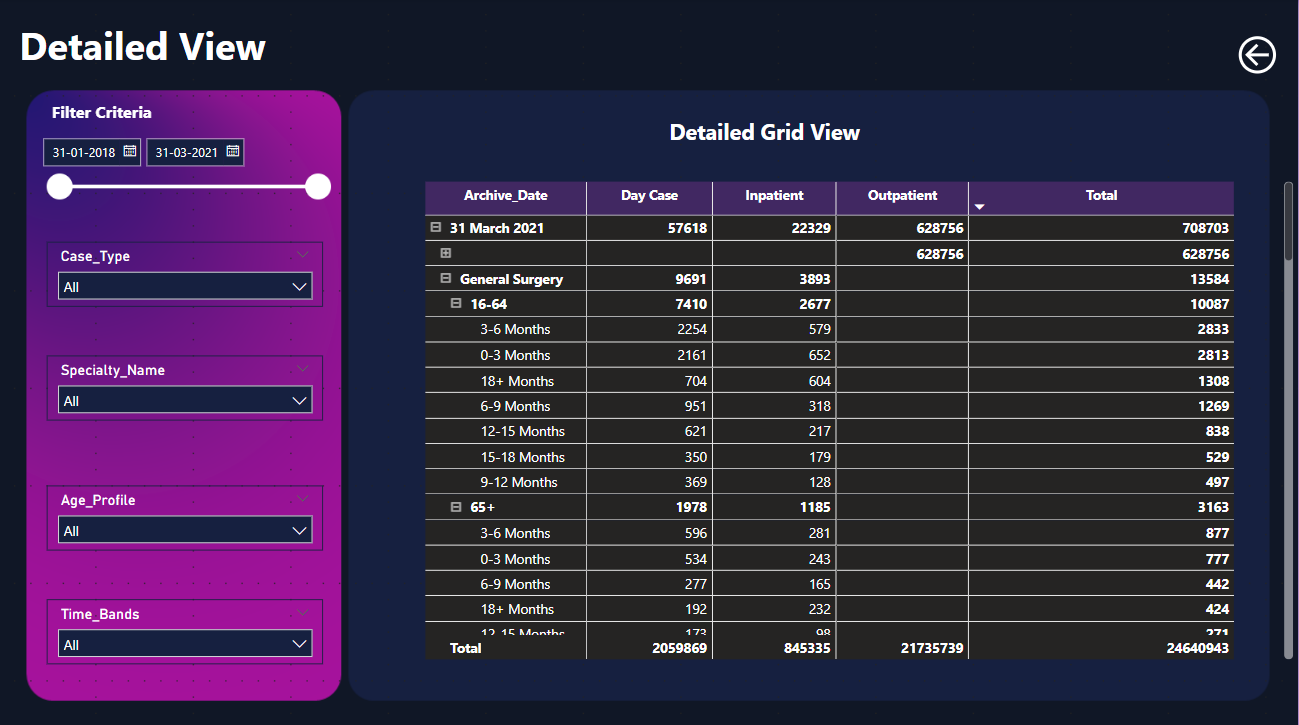 Detailed View
Filter Criteria
31-01-2018 31-03-2021
Case_Type
All
Specialty_Name
All
Age_Profile
All
Time_Bands
All
Detailed Grid View
Archive_Date Day Case Inpatient Outpatient Total
31 March 2021 57618 22329 628756 708703
628756 628756
General Surgery 9691 3893 13584
16-64 7410 2677 10087
3-6 Months 2254 579 2833
0-3 Months 2161 652 2813
18+ Months 704 604 1308
6-9 Months 951 318 1269
12-15 Months 621 217 838
15-18 Months 350 179 529
9-12 Months 369 128 497
65+ 1978 1185 3163
3-6 Months 596 281 877
0-3 Months 534 243 777
6-9 Months 277 165 442
18+ Months 192 232 424
12-15 Months 173 98 271
Total 2059869 845335 21735739 24640943